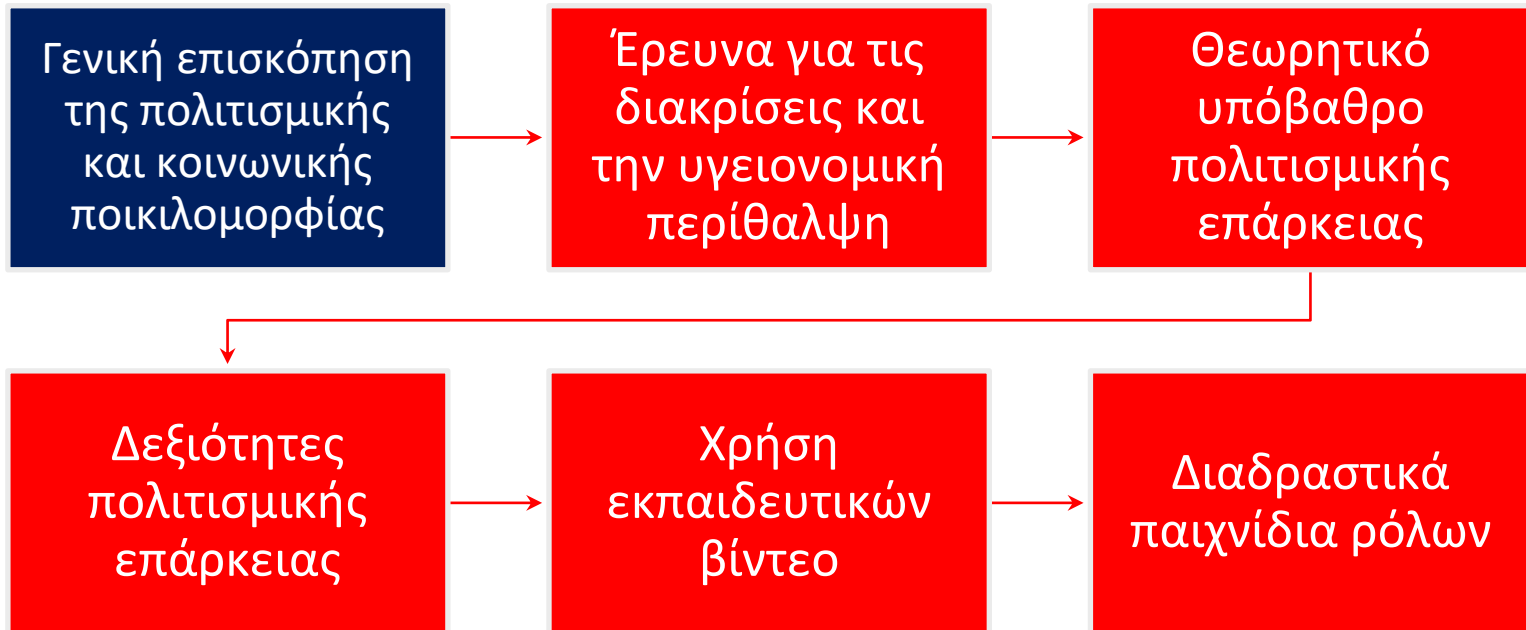 Γενική επισκόπηση
της πολιτισμικής
και κοινωνικής
ποικιλομορφίας
Έρευνα για τις
διακρίσεις και
την υγειονομική
περίθαλψη
Θεωρητικό
υπόβαθρο
πολιτισμικής
επάρκειας
Δεξιότητες
πολιτισμικής
επάρκειας
Χρήση
εκπαιδευτικών
βίντεο
Διαδραστικά
παιχνίδια ρόλων